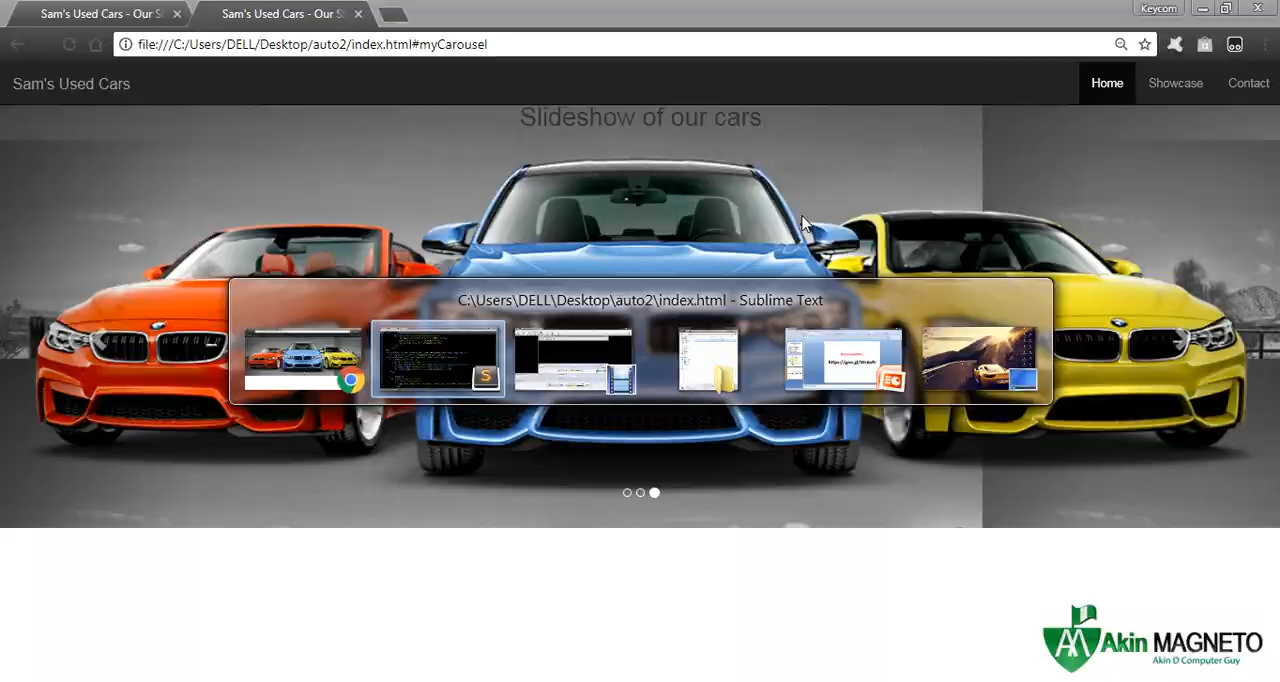 Sam's Used Cars - Our S
Sam's Used Cars - Our S
Keycom
file:///C:/Users/DELL/Desktop/auto2/index.html#myCarousel
Sam's Used Cars
Home
Showcase
Contact
Slideshow of our cars
C:\Users\DELL\Desktop\auto2\index.html - Sublime Text
Akin MAGNETO
Akin D Computer Guy